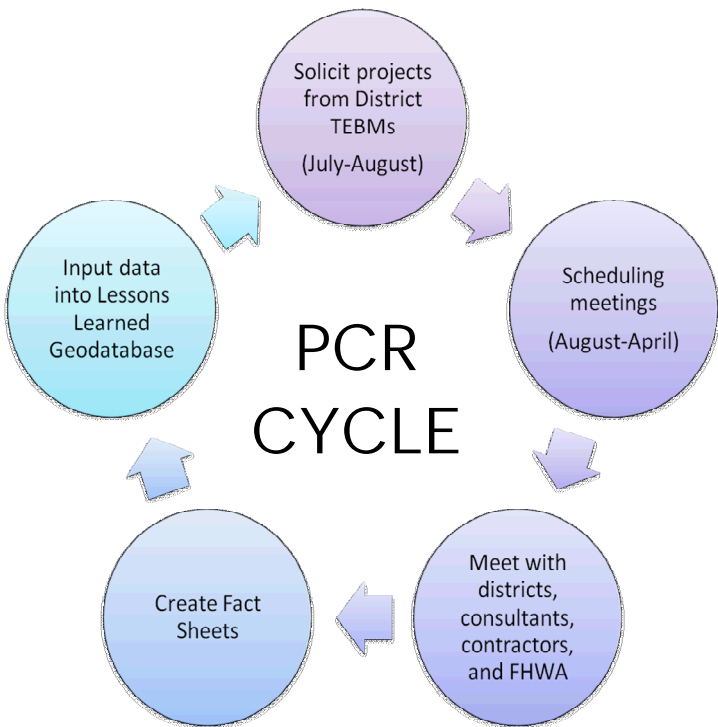 Solicit projects
from District
TEBMs
(July-August)
Scheduling
meetings
(August-April)
Meet with
districts,
consultants,
contractors,
and FHWA
Create Fact
Sheets
Input data
into Lessons
Learned
Geodatabase
PCR
CYCLE